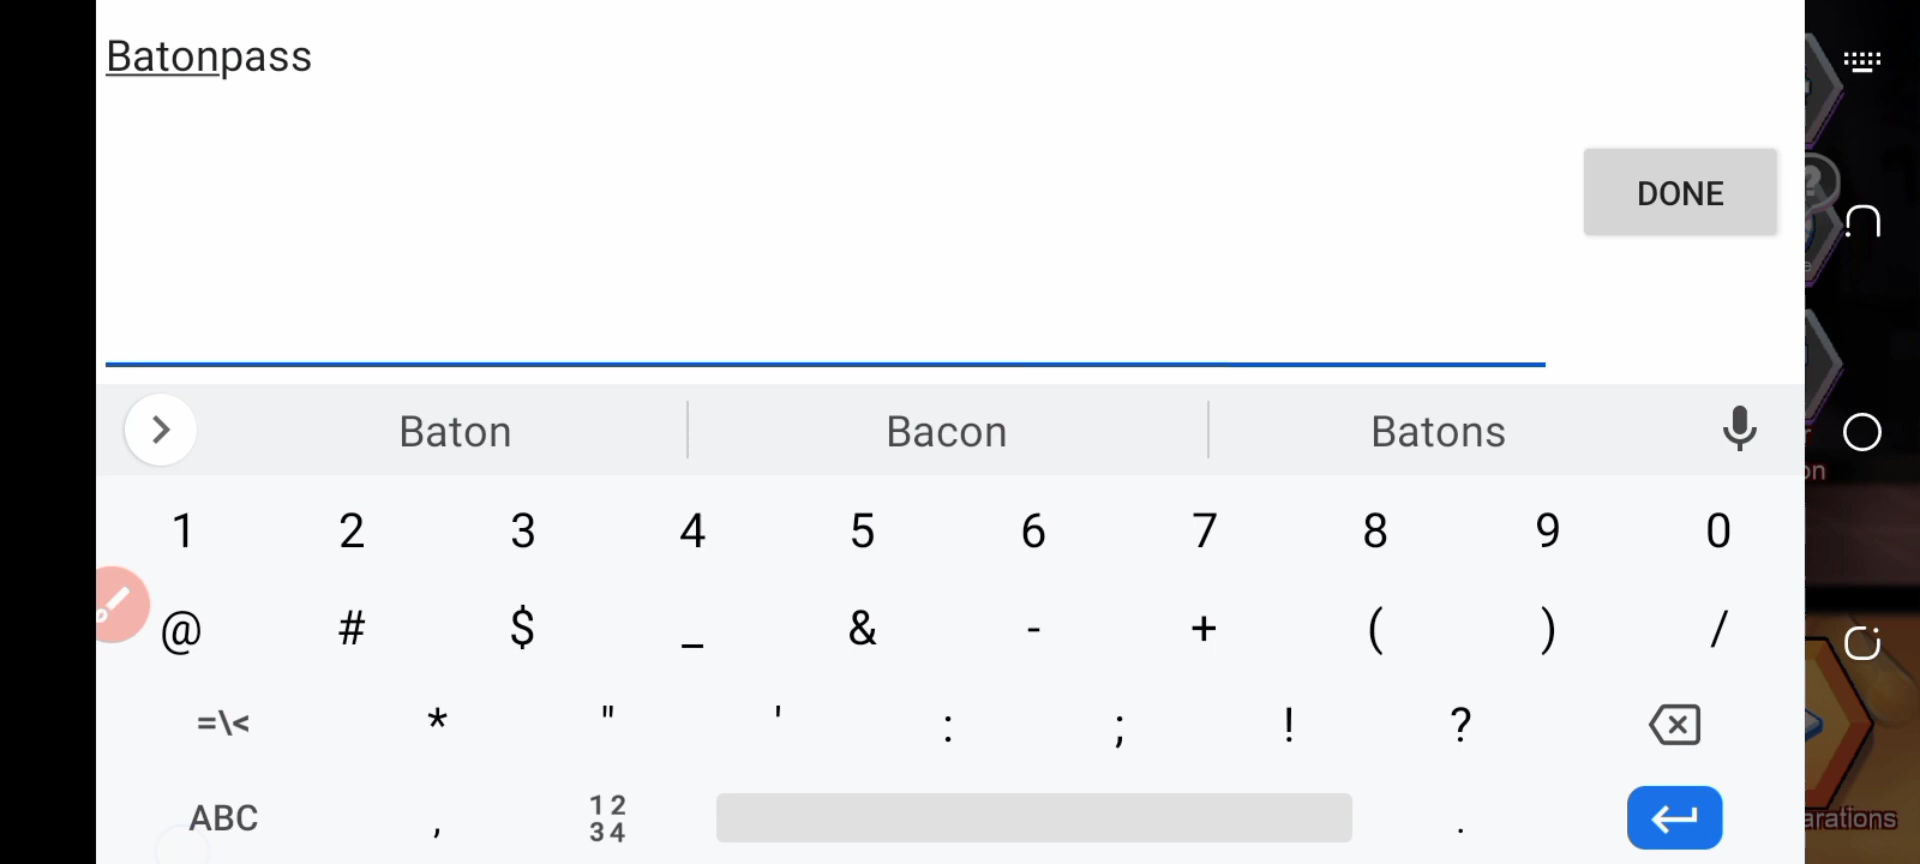 Batonpass
DONE
Baton
Bacon
Batons
1 2 3 4 5 6 7 8 9 0
@ # $ _ & - + ( ) /
=\< * " ' : ; ! ?
ABC , 12 34 .
on
arations